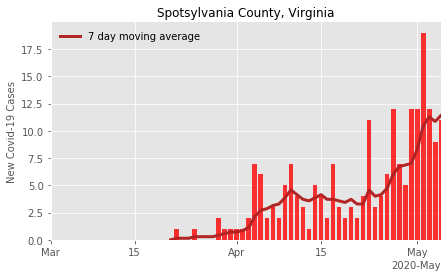 Spotsylvania County, Virginia
7 day moving average
New Covid-19 Cases
17.5
15.0
12.5
10.0
7.5
5.0
2.5
0.0
Mar
15
Apr
15
May
2020-May